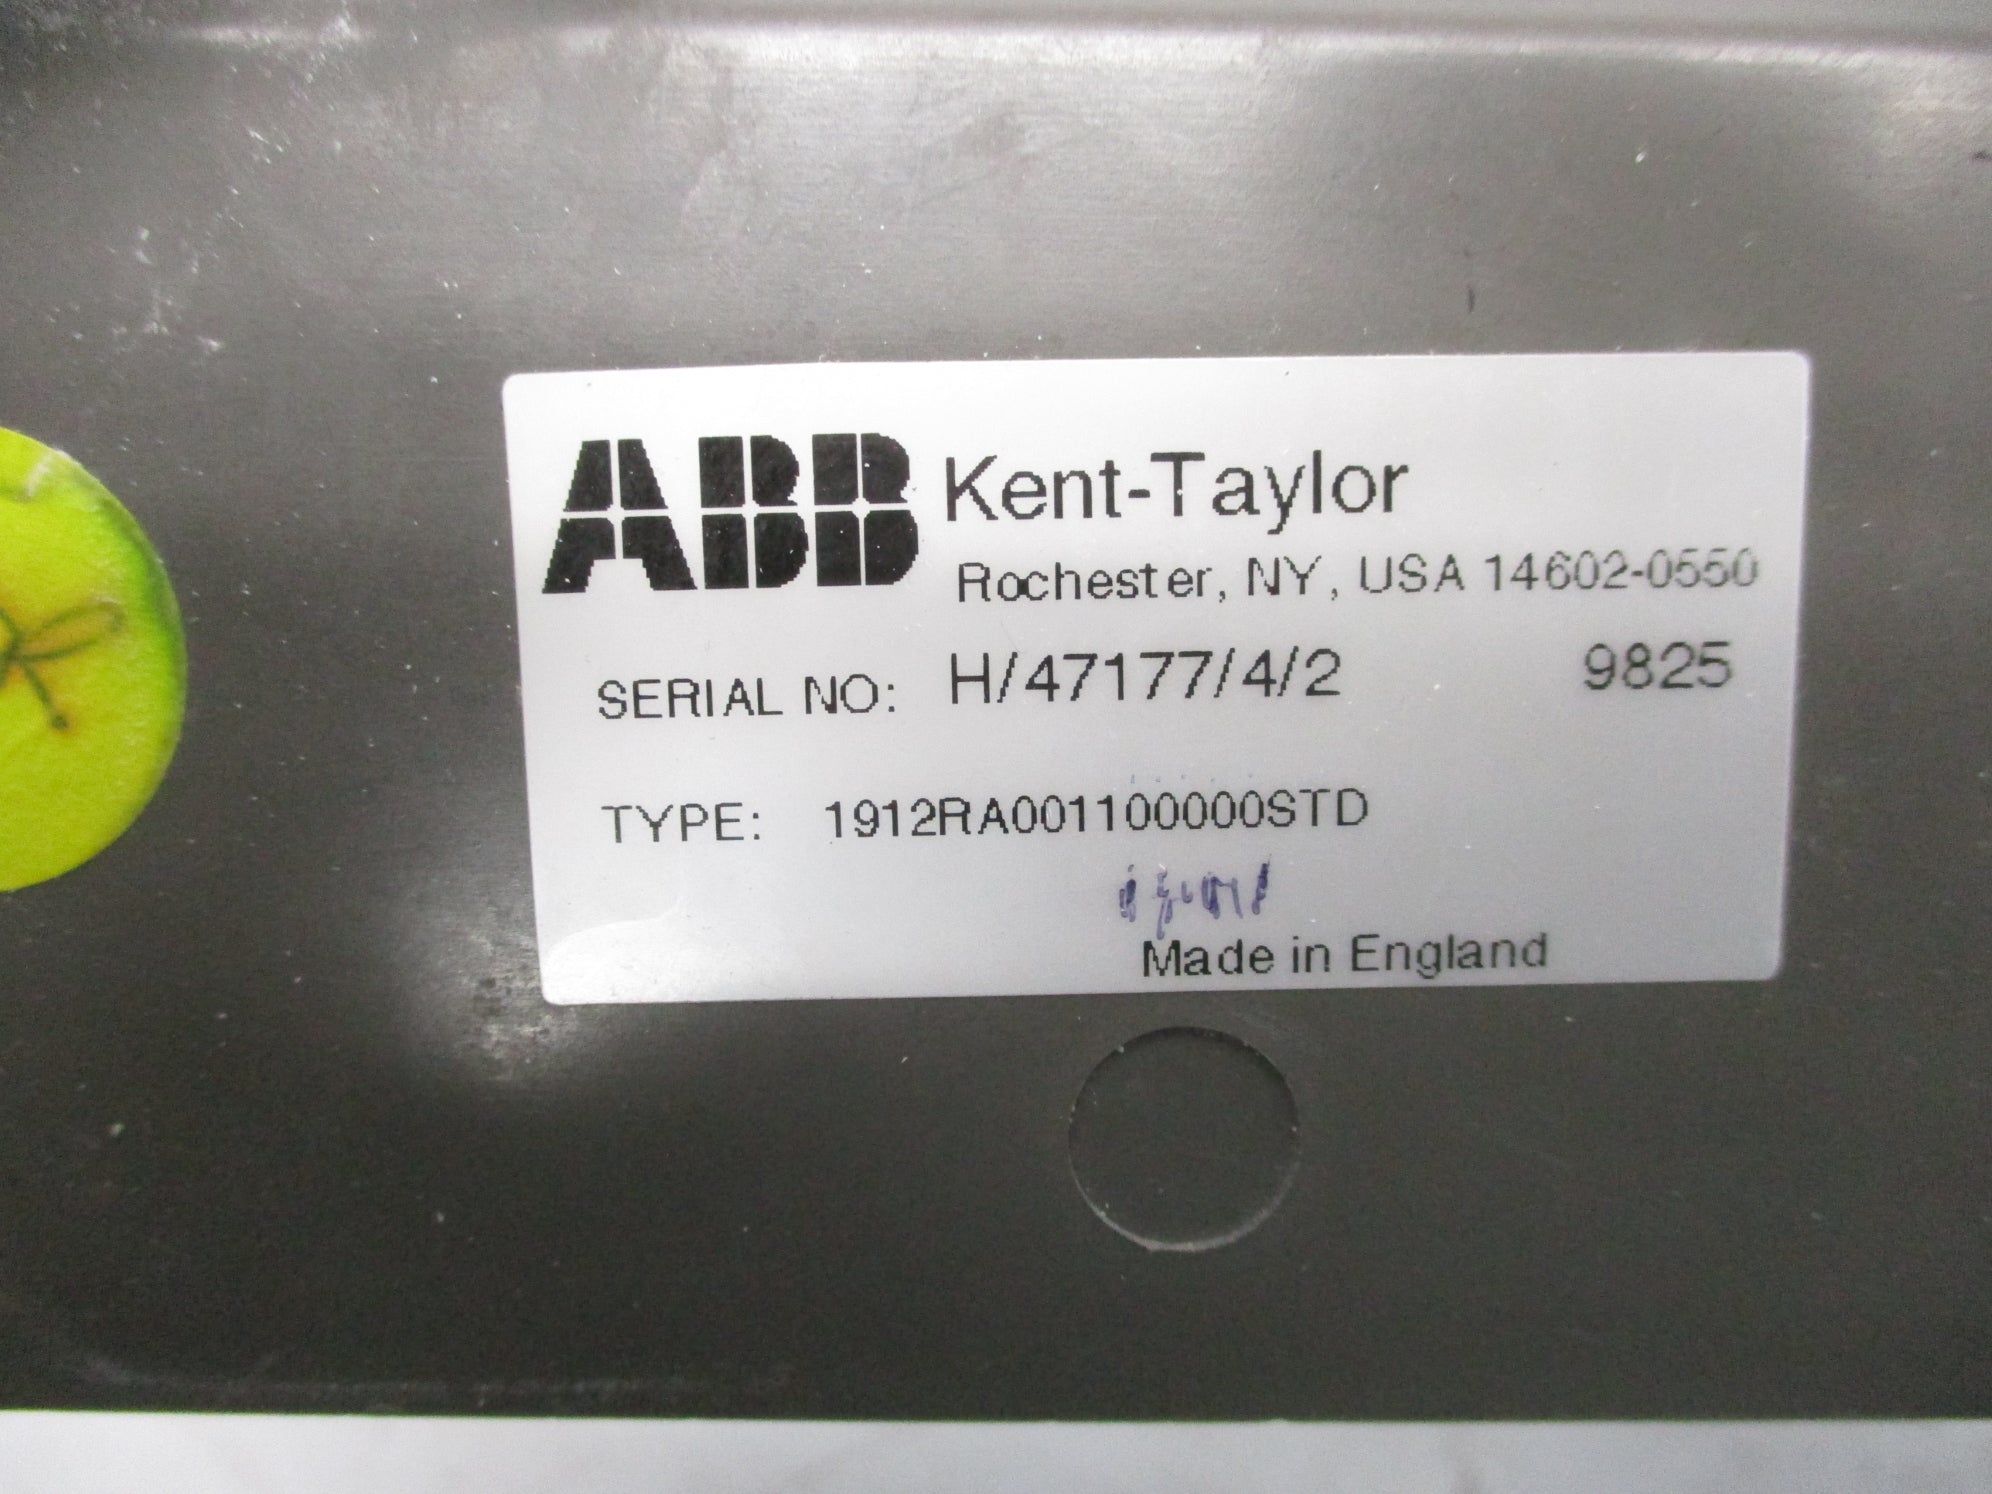 ABB Kent-Taylor
Rochester, NY, USA 14602-0550
SERIAL NO: H/47177/4/2 9825
TYPE: 1912RA001100000STD
Made in England